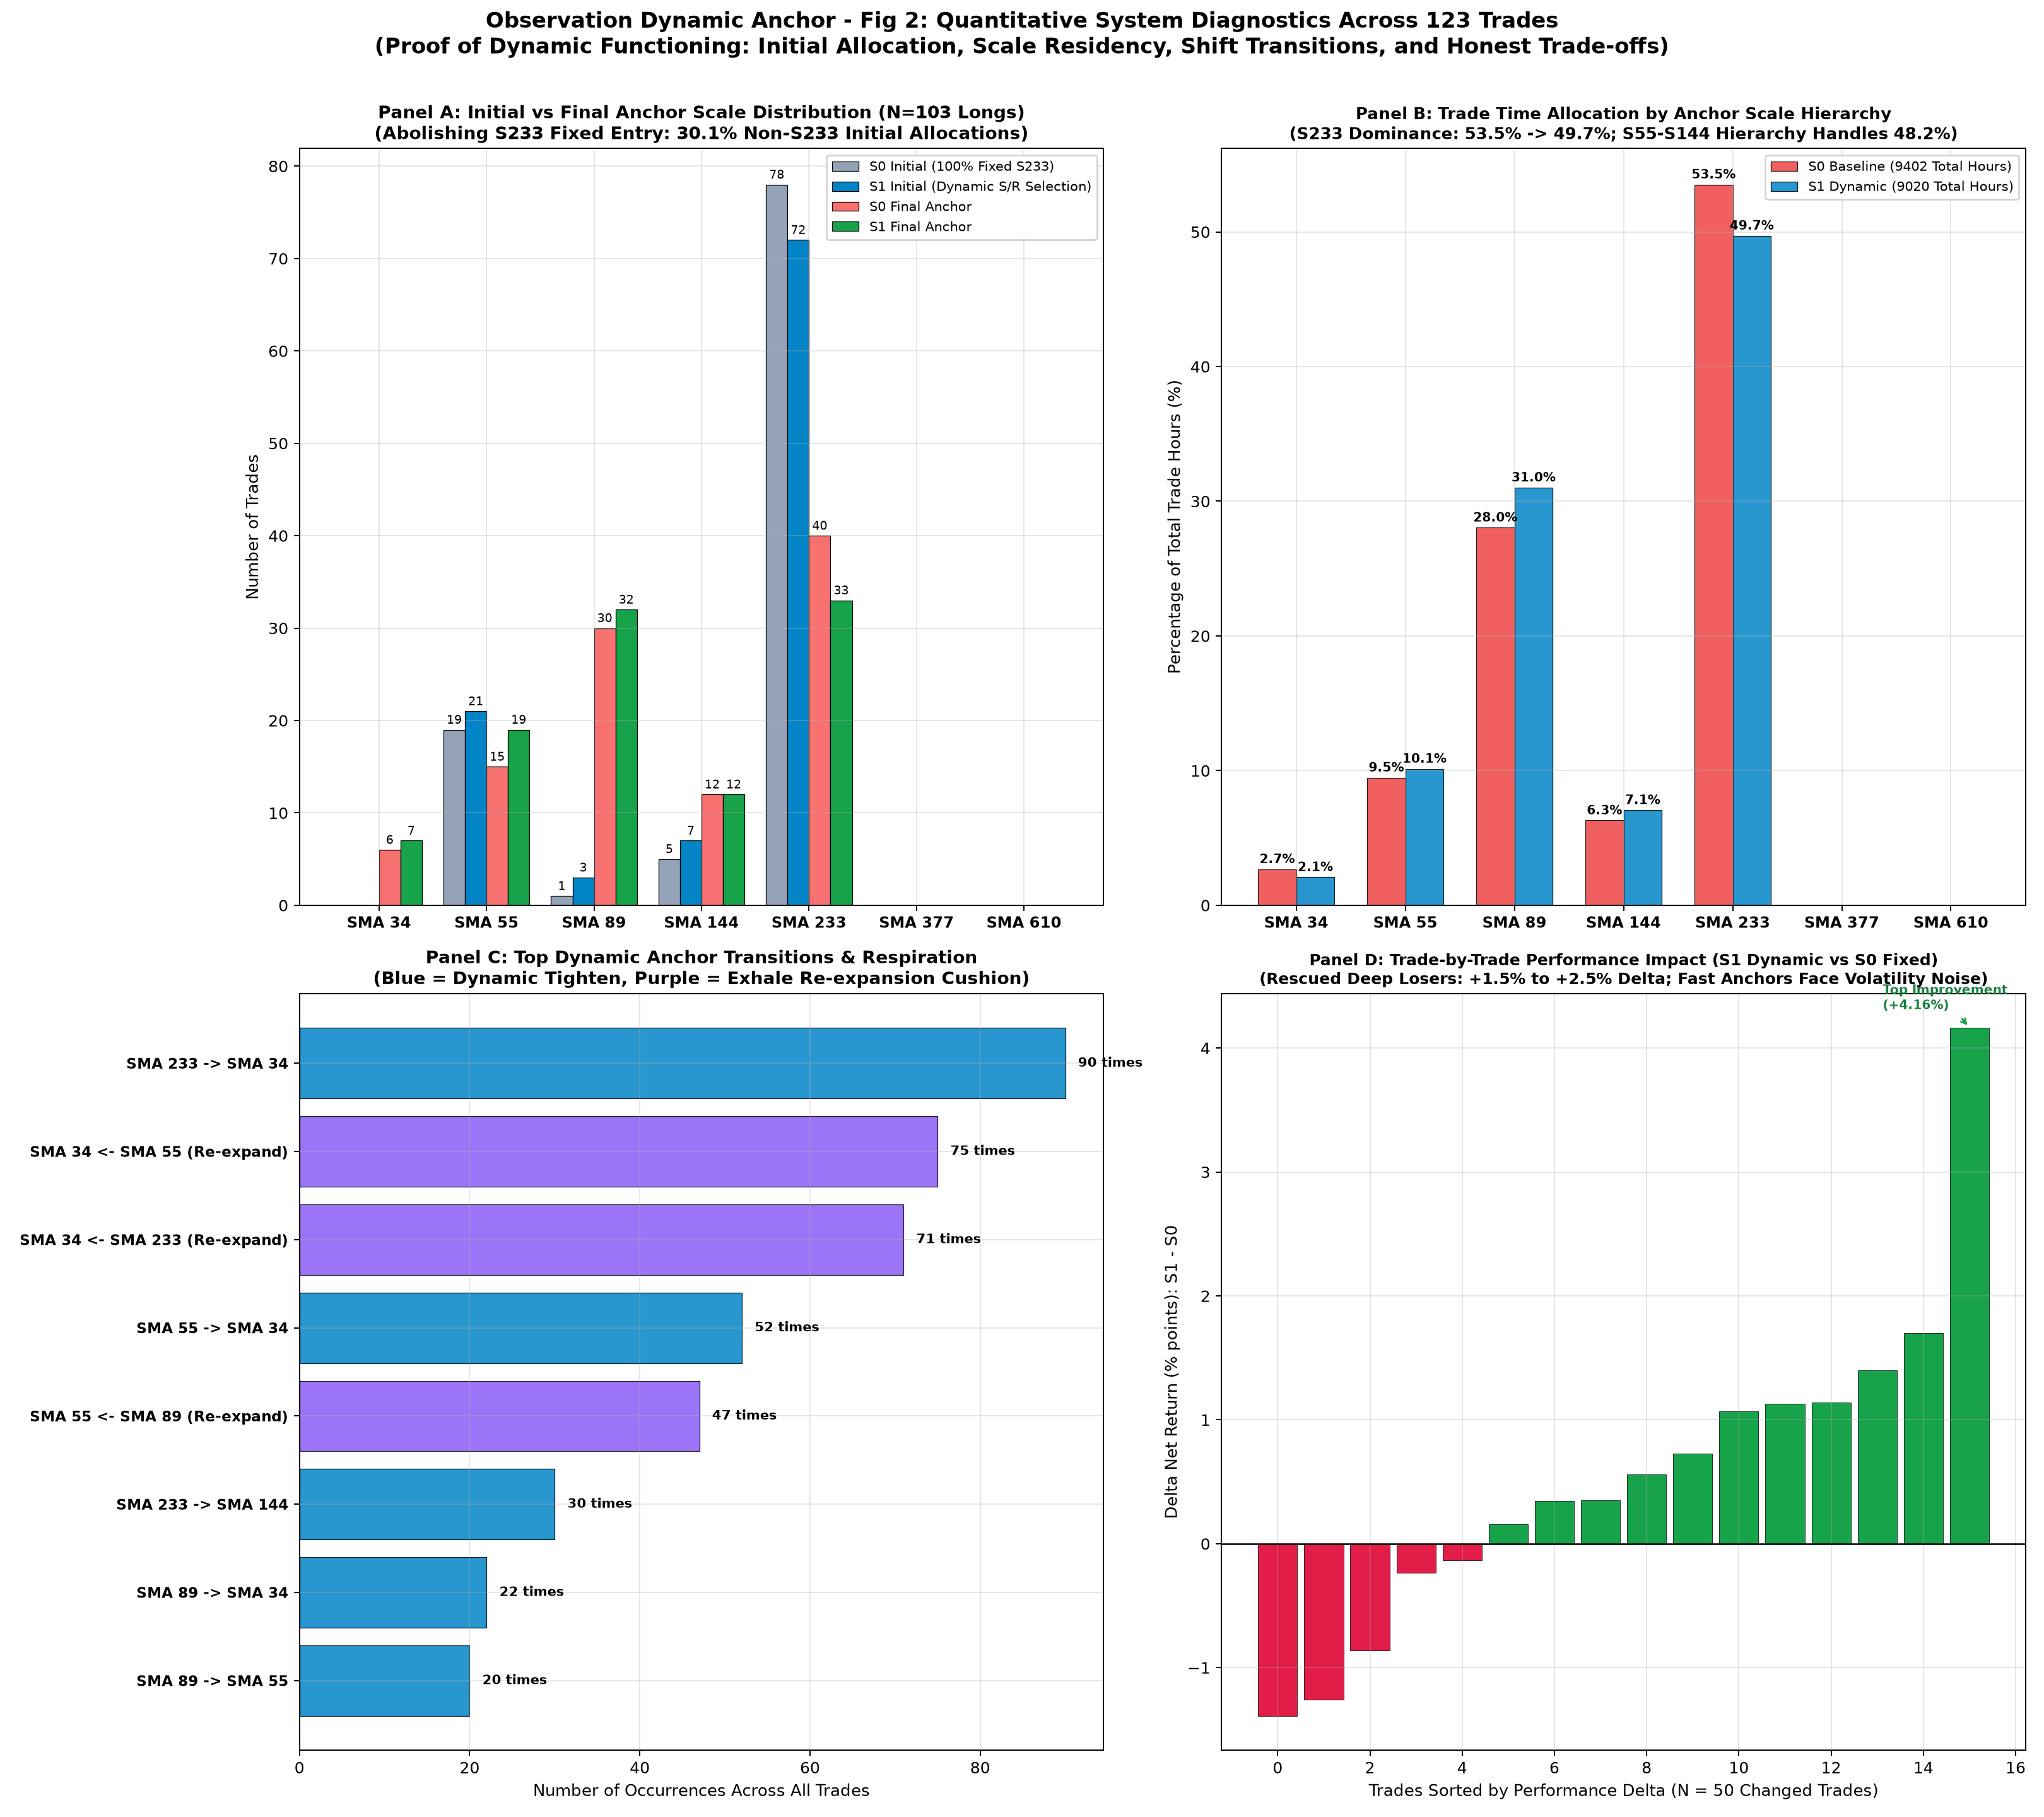 Observation Dynamic Anchor - Fig 2: Quantitative System Diagnostics Across 123 Trades
(Proof of Dynamic Functioning: Initial Allocation, Scale Residency, Shift Transitions, and Honest Trade-offs)
Panel A: Initial vs Final Anchor Scale Distribution (N=103 Longs)
(Abolishing S233 Fixed Entry: 30.1% Non-S233 Initial Allocations)
S0 Initial (100% Fixed S233)
S1 Initial (Dynamic S/R Selection)
S0 Final Anchor
S1 Final Anchor
Number of Trades
80
70
60
50
40
30
20
10
0
6
7
19
21
15
19
1
3
30
32
5
7
12
12
78
72
40
33
SMA 34
SMA 55
SMA 89
SMA 144
SMA 233
SMA 377
SMA 610
Panel B: Trade Time Allocation by Anchor Scale Hierarchy
(S233 Dominance: 53.5% -> 49.7%; S55-S144 Hierarchy Handles 48.2%)
S0 Baseline (9402 Total Hours)
S1 Dynamic (9020 Total Hours)
Percentage of Total Trade Hours (%)
50
40
30
20
10
0
2.7%
2.1%
9.5%
10.1%
28.0%
31.0%
6.3%
7.1%
53.5%
49.7%
SMA 34
SMA 55
SMA 89
SMA 144
SMA 233
SMA 377
SMA 610
Panel C: Top Dynamic Anchor Transitions & Respiration
(Blue = Dynamic Tighten, Purple = Exhale Re-expansion Cushion)
SMA 233 -> SMA 34
90 times
SMA 34 <- SMA 55 (Re-expand)
75 times
SMA 34 <- SMA 233 (Re-expand)
71 times
SMA 55 -> SMA 34
52 times
SMA 55 <- SMA 89 (Re-expand)
47 times
SMA 233 -> SMA 144
30 times
SMA 89 -> SMA 34
22 times
SMA 89 -> SMA 55
20 times
0
20
40
60
80
Number of Occurrences Across All Trades
Panel D: Trade-by-Trade Performance Impact (S1 Dynamic vs S0 Fixed)
(Rescued Deep Losers: +1.5% to +2.5% Delta; Fast Anchors Face Volatility Noise)
Top Improvement
(+4.16%)
Delta Net Return (% points): S1 - S0
4
3
2
1
0
−1
0
2
4
6
8
10
12
14
16
Trades Sorted by Performance Delta (N = 50 Changed Trades)